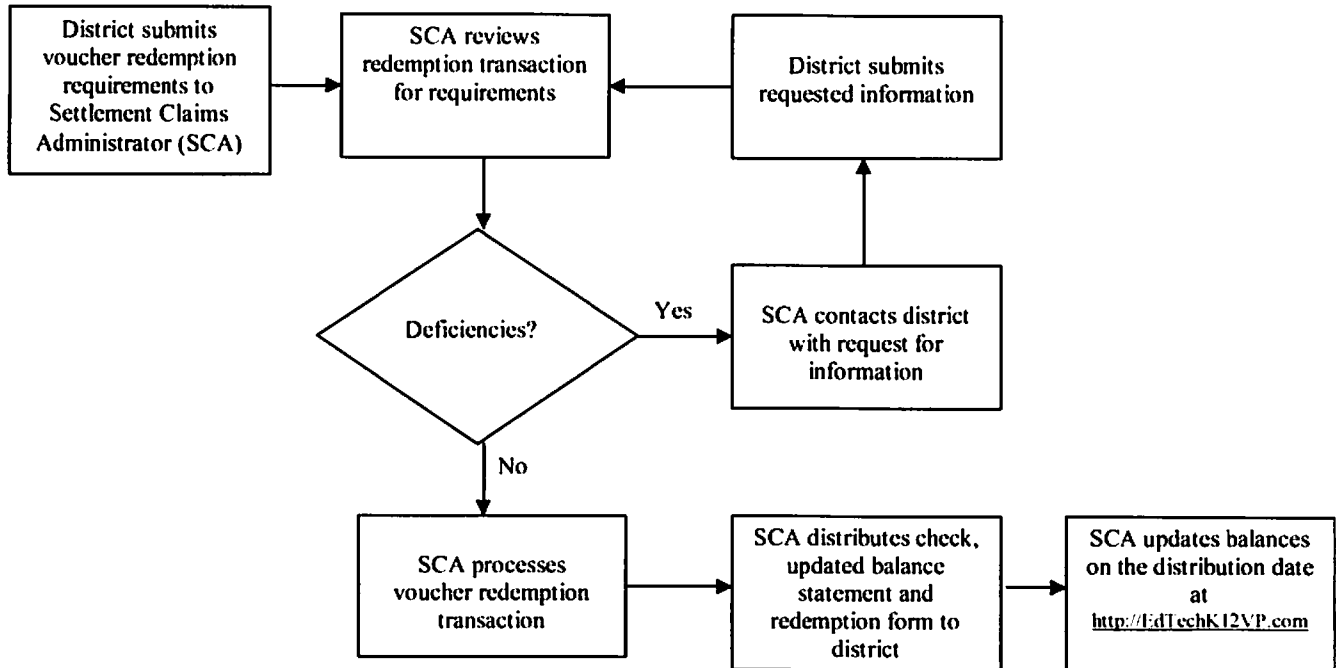 District submits
voucher redemption
requirements to
Settlement Claims
Administrator (SCA)
SCA reviews
redemption transaction
for requirements
District submits
requested information
Deficiencies?
Yes
SCA contacts district
with request for
information
No
SCA processes
voucher redemption
transaction
SCA distributes check,
updated balance
statement and
redemption form to
district
SCA updates balances
on the distribution date
at
http://EdTechK12VP.com